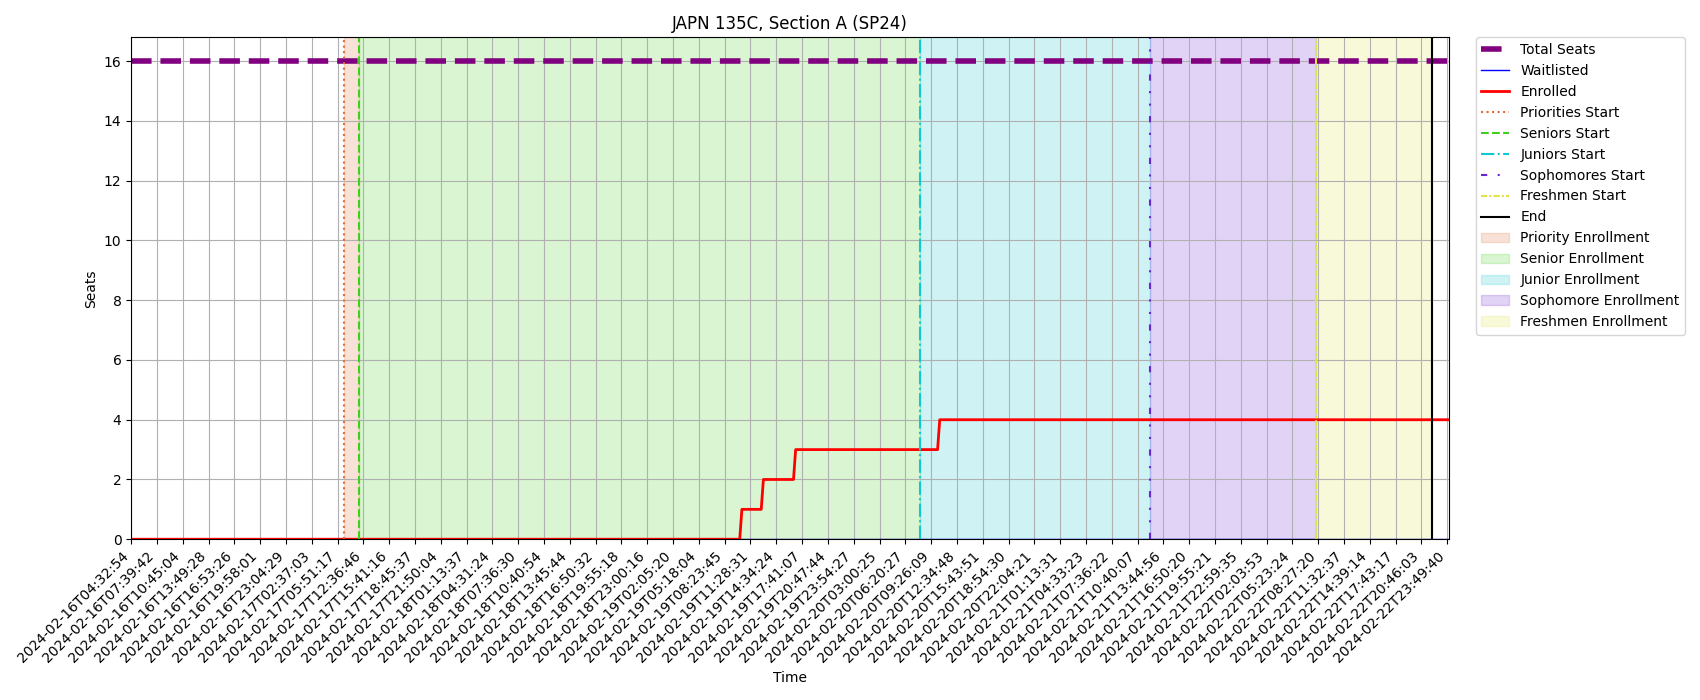 JAPN 135C, Section A (SP24)
Seats
16
14
12
10
8
6
4
2
0
2024-02-16T04:32:54
2024-02-16T07:39:42
2024-02-16T10:45:04
2024-02-16T13:49:28
2024-02-16T16:53:26
2024-02-16T19:58:01
2024-02-16T23:04:29
2024-02-17T02:37:03
2024-02-17T05:51:17
2024-02-17T12:36:46
2024-02-17T15:41:16
2024-02-17T18:45:37
2024-02-17T21:50:04
2024-02-18T01:13:37
2024-02-18T04:31:24
2024-02-18T07:36:30
2024-02-18T10:40:54
2024-02-18T13:45:44
2024-02-18T16:50:32
2024-02-18T19:55:18
2024-02-18T23:00:16
2024-02-19T02:05:20
2024-02-19T05:18:04
2024-02-19T08:23:45
2024-02-19T11:28:31
2024-02-19T14:34:24
2024-02-19T17:41:07
2024-02-19T20:47:44
2024-02-19T23:54:27
2024-02-20T03:00:25
2024-02-20T06:20:27
2024-02-20T09:26:09
2024-02-20T12:34:48
2024-02-20T15:43:51
2024-02-20T18:54:30
2024-02-20T22:04:21
2024-02-21T01:13:31
2024-02-21T04:33:23
2024-02-21T07:36:22
2024-02-21T10:40:07
2024-02-21T13:44:56
2024-02-21T16:50:20
2024-02-21T19:55:21
2024-02-21T22:59:35
2024-02-22T02:03:53
2024-02-22T05:23:24
2024-02-22T08:27:20
2024-02-22T11:32:37
2024-02-22T14:39:14
2024-02-22T17:43:17
2024-02-22T20:46:03
2024-02-22T23:49:40
Time
Total Seats
Waitlisted
Enrolled
Priorities Start
Seniors Start
Juniors Start
Sophomores Start
Freshmen Start
End
Priority Enrollment
Senior Enrollment
Junior Enrollment
Sophomore Enrollment
Freshmen Enrollment